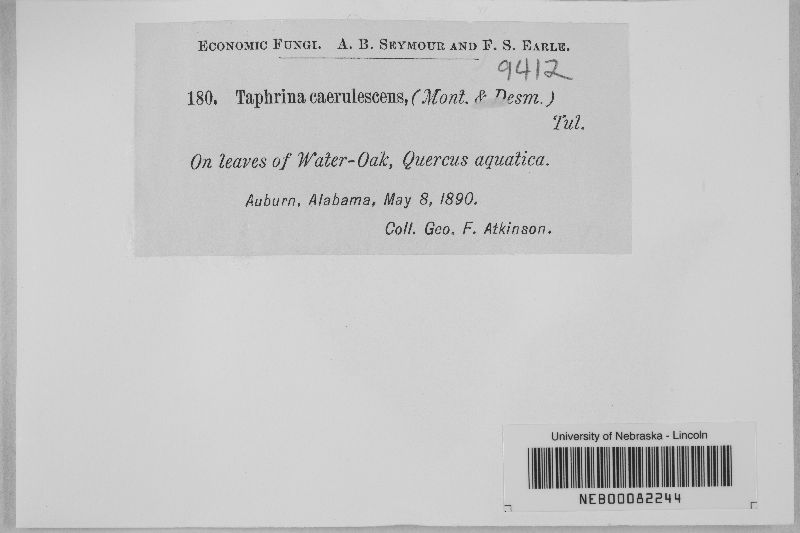 Economic Fungi. A. B. Seymour and F. S. Earle.
9412
180. Taphrina caerulescens, (Mont. & Desm.)
Tul.
On leaves of Water-Oak, Quercus aquatica.
Auburn, Alabama, May 8, 1890.
Coll. Geo. F. Atkinson.
University of Nebraska - Lincoln
NEB00082244